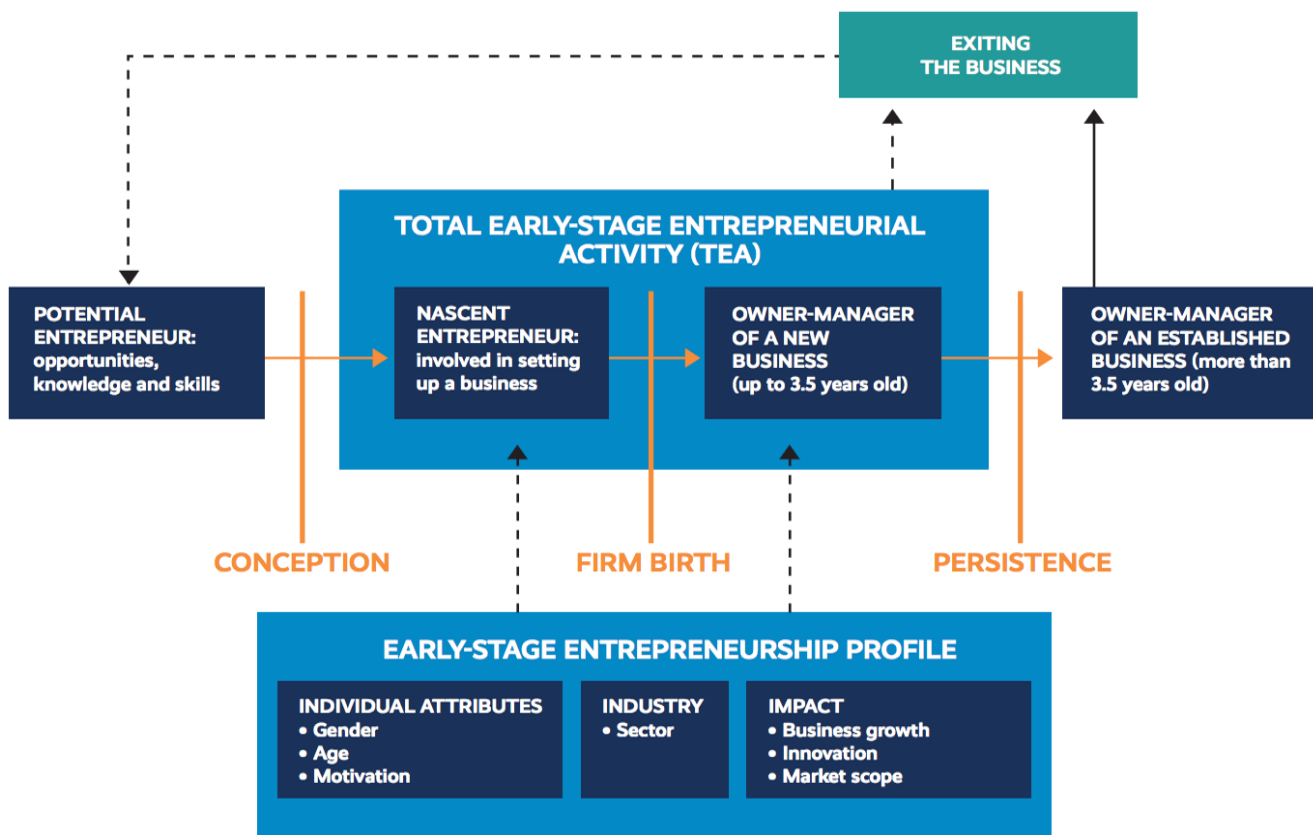 EXITING
THE BUSINESS
TOTAL EARLY-STAGE ENTREPRENEURIAL
ACTIVITY (TEA)
POTENTIAL
ENTREPRENEUR:
opportunities,
knowledge and skills
NASCENT
ENTREPRENEUR:
involved in setting
up a business
OWNER-MANAGER
OF A NEW
BUSINESS
(up to 3.5 years old)
OWNER-MANAGER
OF AN ESTABLISHED
BUSINESS (more than
3.5 years old)
CONCEPTION
FIRM BIRTH
PERSISTENCE
EARLY-STAGE ENTREPRENEURSHIP PROFILE
INDIVIDUAL ATTRIBUTES
• Gender
• Age
• Motivation
INDUSTRY
• Sector
IMPACT
• Business growth
• Innovation
• Market scope